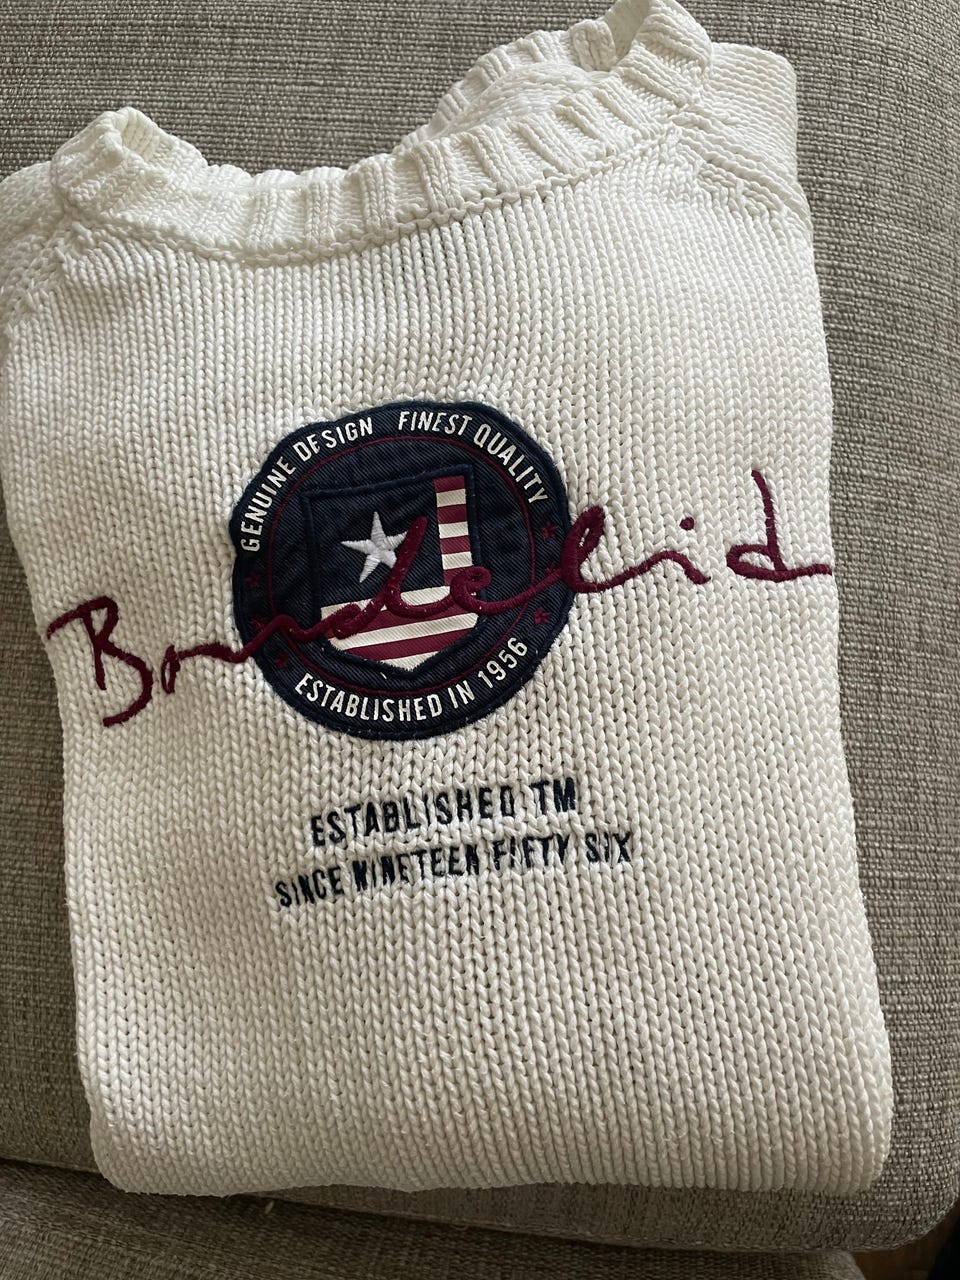 GENUINE DESIGN FINEST QUALITY
Bondelid
ESTABLISHED IN 1956
ESTABLISHED TM
SINCE NINETEEN FIFTY SIX